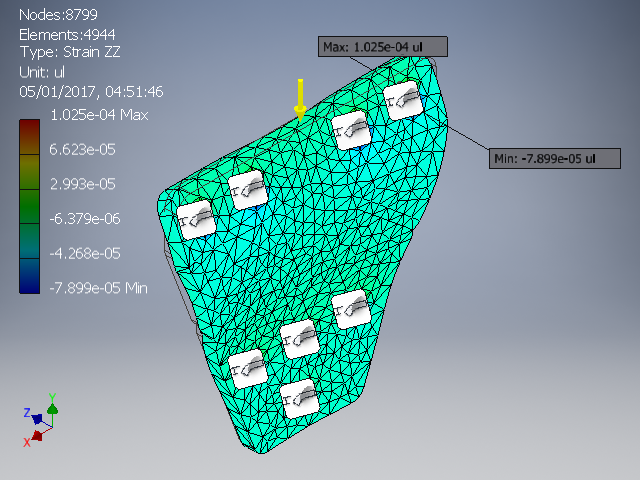 Nodes:8799
Elements:4944
Type: Strain ZZ
Unit: ul
05/01/2017, 04:51:46
1.025e-04 Max
6.623e-05
2.993e-05
-6.379e-06
-4.268e-05
-7.899e-05 Min
Max: 1.025e-04 ul
Min: -7.899e-05 ul
Y
Z
X